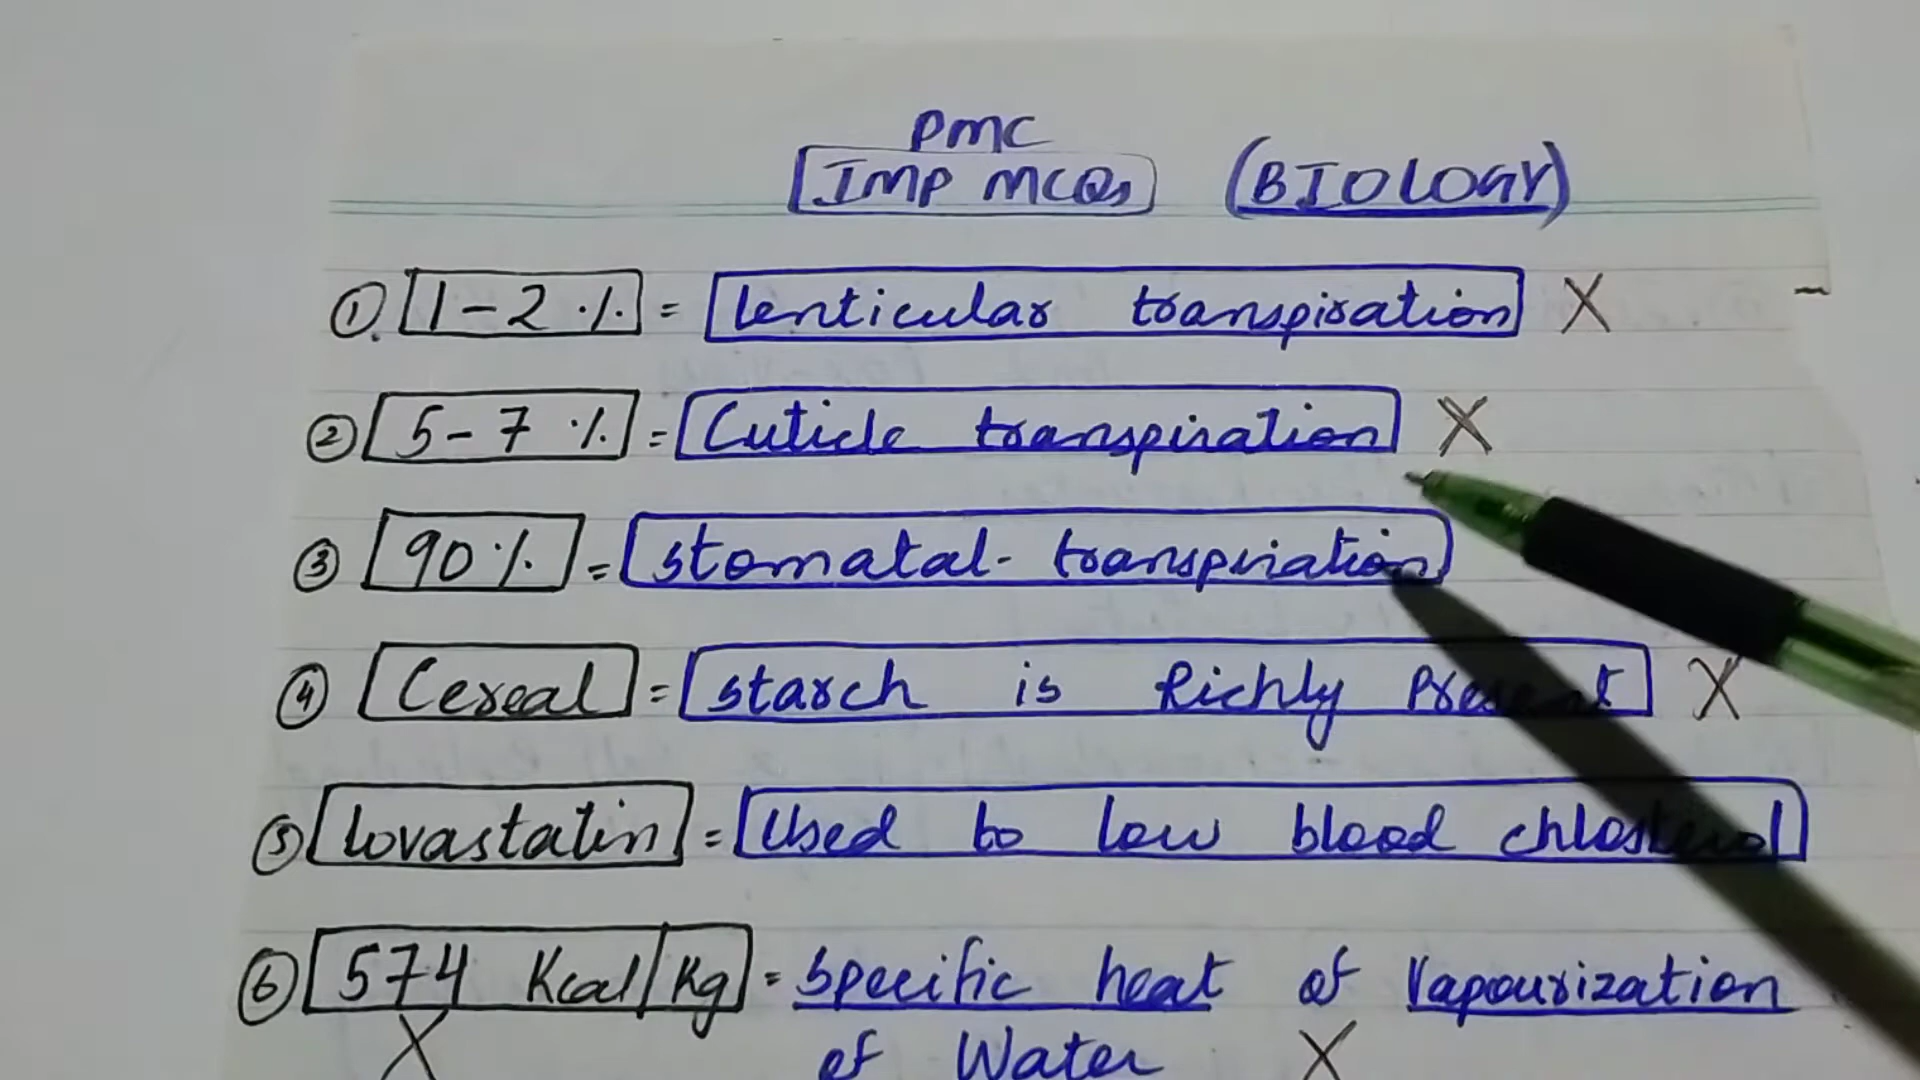 PMC
IMP MCQs (BIOLOGY)
① 1-2 % = lenticular transpiration X
② 5-7 % = Cuticle transpiration X
③ 90 % = stomatal- transpiration
④ Cereal = starch is Richly Present X
⑤ lovastatin = Used to low blood chlosterol
⑥ 574 Kcal/Kg = specific heat of Vapourization
X of Water X